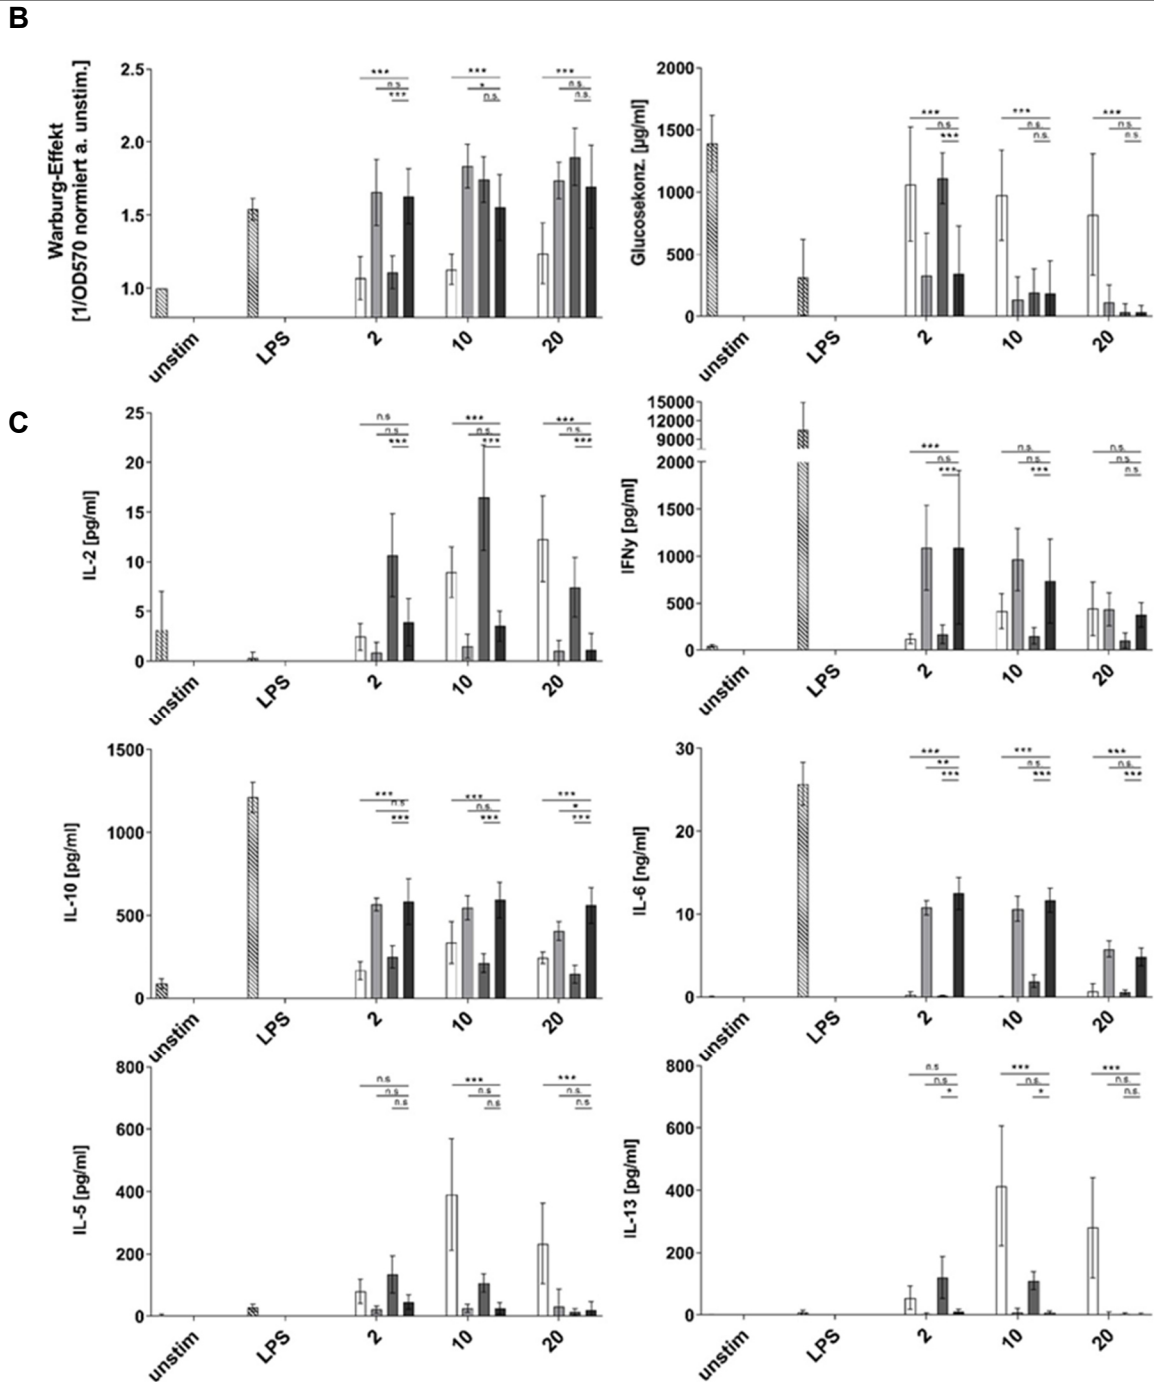 B
Warburg-Effekt
[1/OD570 normiert a. unstim.]
2.5
2.0
1.5
1.0
***
n.s.
***
***
*
n.s.
***
n.s.
n.s.
unstim
LPS
2
10
20
Glucosekonz. [µg/ml]
2000
1500
1000
500
0
***
n.s.
***
***
n.s.
n.s.
***
n.s.
n.s.
unstim
LPS
2
10
20
C
IL-2 [pg/ml]
25
20
15
10
5
0
n.s
n.s
***
***
n.s.
***
***
n.s.
***
unstim
LPS
2
10
20
IFNy [pg/ml]
15000
12000
9000
2000
1500
1000
500
0
***
n.s.
***
n.s.
n.s.
***
n.s.
n.s.
n.s.
unstim
LPS
2
10
20
IL-10 [pg/ml]
1500
1000
500
0
***
n.s
***
***
n.s.
***
***
*
***
unstim
LPS
2
10
20
IL-6 [ng/ml]
30
20
10
0
***
**
***
***
n.s
***
***
n.s.
***
unstim
LPS
2
10
20
IL-5 [pg/ml]
800
600
400
200
0
n.s
n.s
n.s
***
n.s
n.s
***
n.s.
n.s
unstim
LPS
2
10
20
IL-13 [pg/ml]
800
600
400
200
0
n.s
n.s
*
***
n.s.
*
***
n.s.
n.s.
unstim
LPS
2
10
20